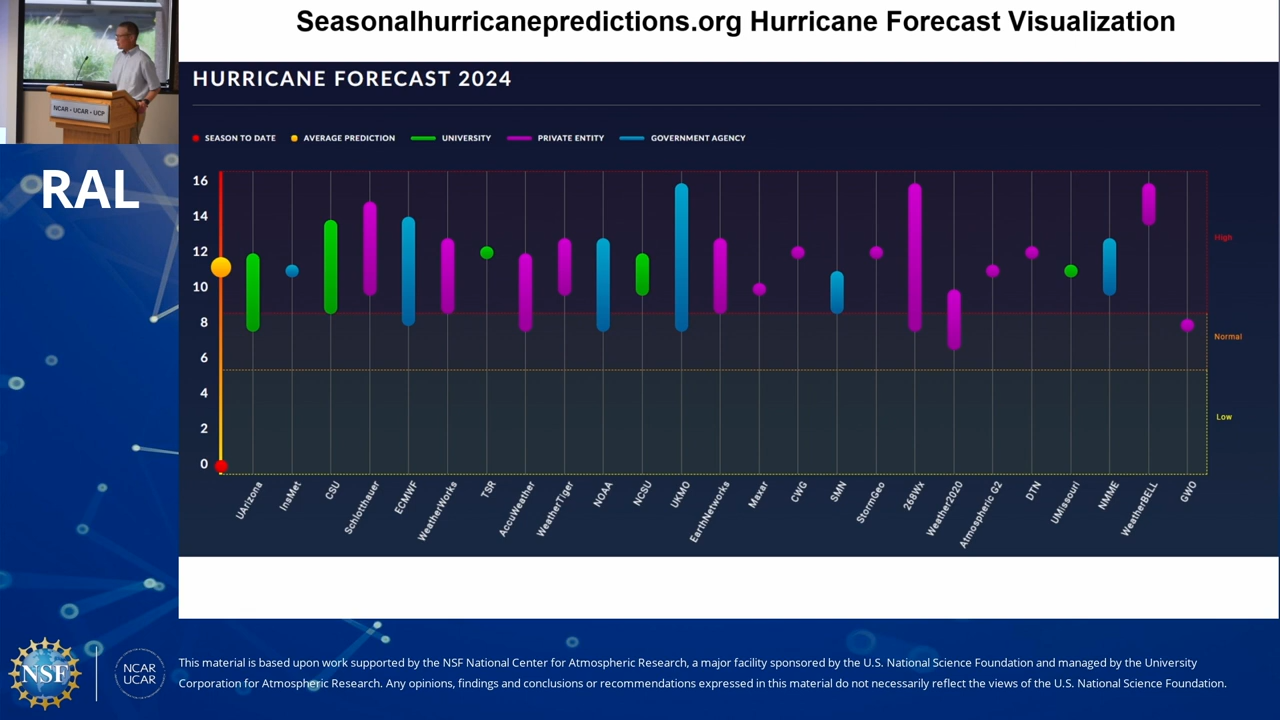 Seasonalhurricanepredictions.org Hurricane Forecast Visualization
NCAR • UCAR • UCP
RAL
HURRICANE FORECAST 2024
SEASON TO DATE AVERAGE PREDICTION UNIVERSITY PRIVATE ENTITY GOVERNMENT AGENCY
16
14
12
10
8
6
4
2
0
High
Normal
Low
UArizona
InsMet
CSU
Schlotthauer
ECMWF
WeatherWorks
TSR
AccuWeather
WeatherTiger
NOAA
NCSU
UKMO
EarthNetworks
Maxar
CWG
SMN
StormGeo
268Wx
Weather2020
Atmospheric G2
DTN
UMissouri
NMME
WeatherBELL
GWO
NSF
NCAR
UCAR
This material is based upon work supported by the NSF National Center for Atmospheric Research, a major facility sponsored by the U.S. National Science Foundation and managed by the University
Corporation for Atmospheric Research. Any opinions, findings and conclusions or recommendations expressed in this material do not necessarily reflect the views of the U.S. National Science Foundation.